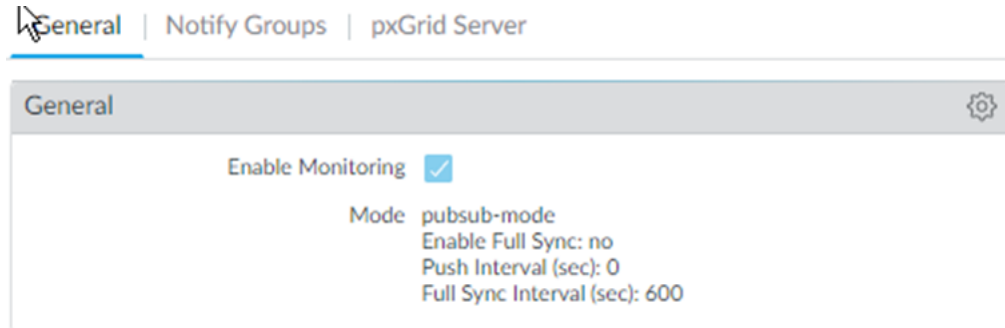 General | Notify Groups | pxGrid Server
General
Enable Monitoring
Mode pubsub-mode
Enable Full Sync: no
Push Interval (sec): 0
Full Sync Interval (sec): 600